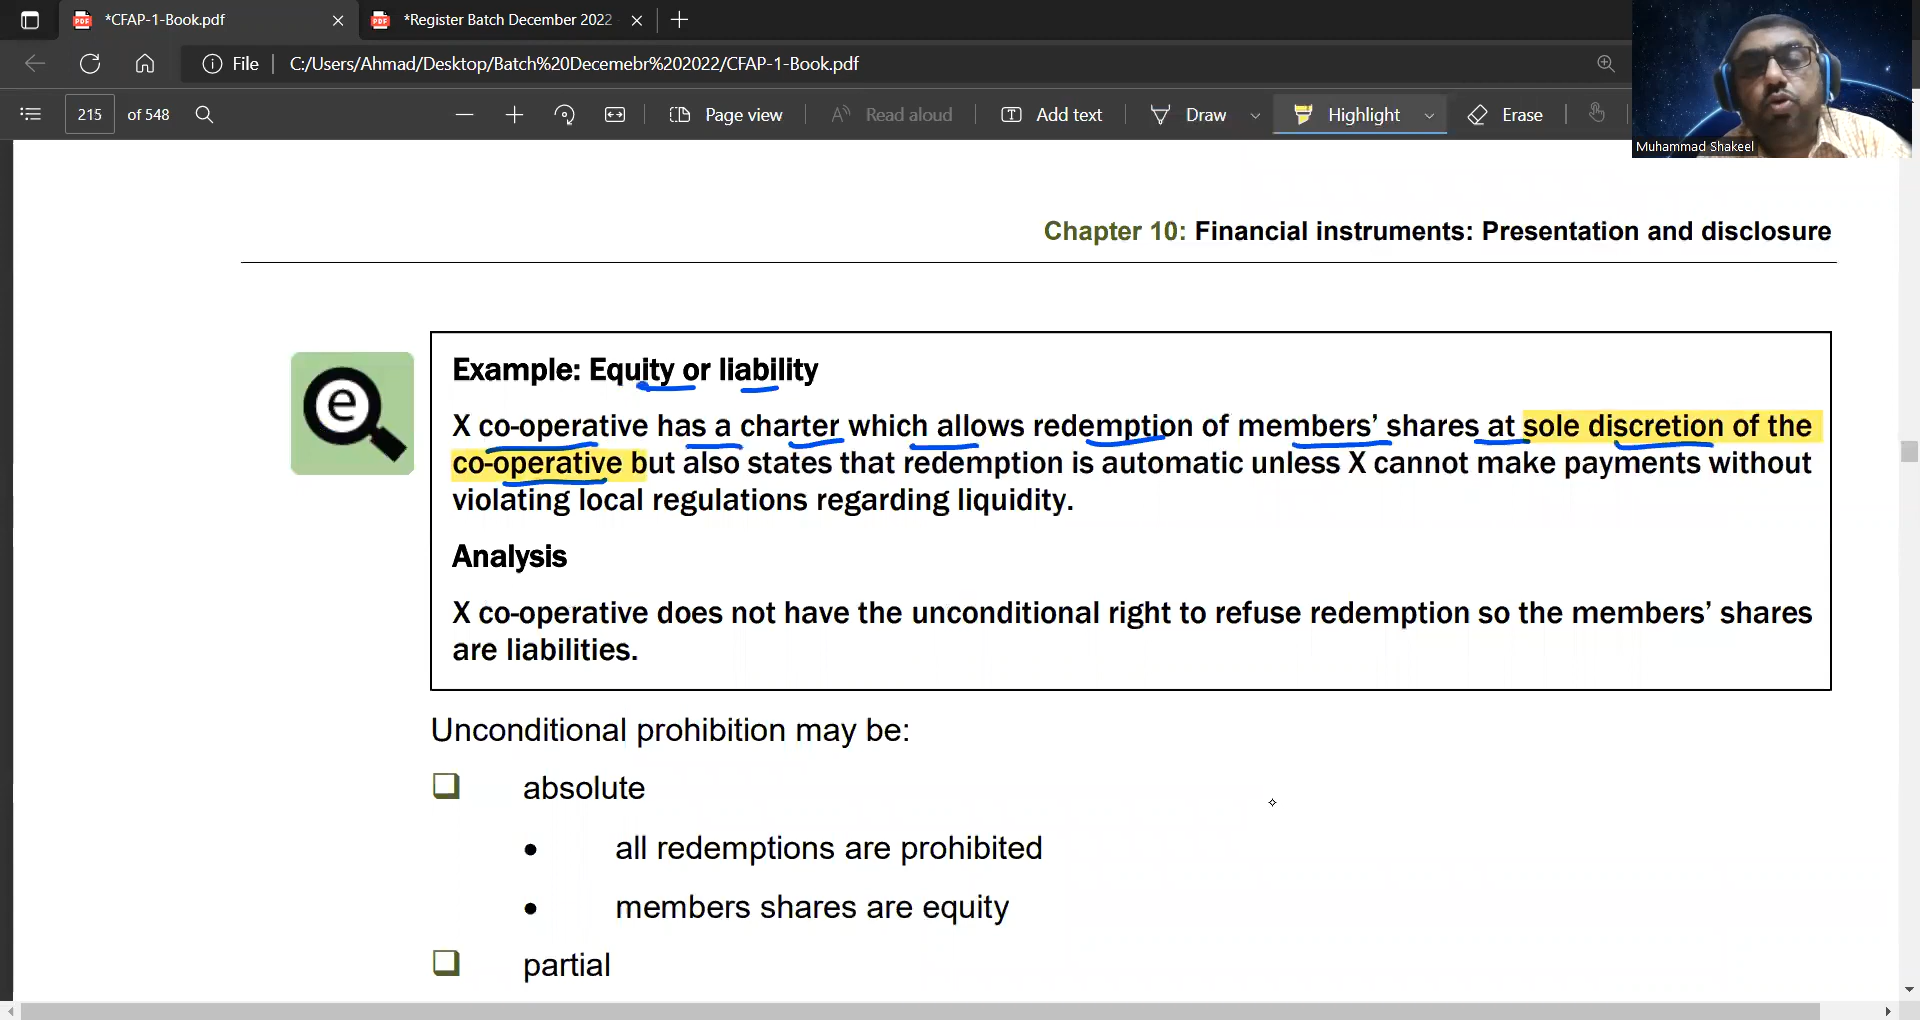 *CFAP-1-Book.pdf
*Register Batch December 2022
File
C:/Users/Ahmad/Desktop/Batch%20Decemebr%202022/CFAP-1-Book.pdf
215 of 548
Page view
Read aloud
Add text
Draw
Highlight
Erase
Muhammad Shakeel
Chapter 10: Financial instruments: Presentation and disclosure
e
Example: Equity or liability
X co-operative has a charter which allows redemption of members' shares at sole discretion of the
co-operative but also states that redemption is automatic unless X cannot make payments without
violating local regulations regarding liquidity.
Analysis
X co-operative does not have the unconditional right to refuse redemption so the members' shares
are liabilities.
Unconditional prohibition may be:
❑ absolute
• all redemptions are prohibited
• members shares are equity
❑ partial